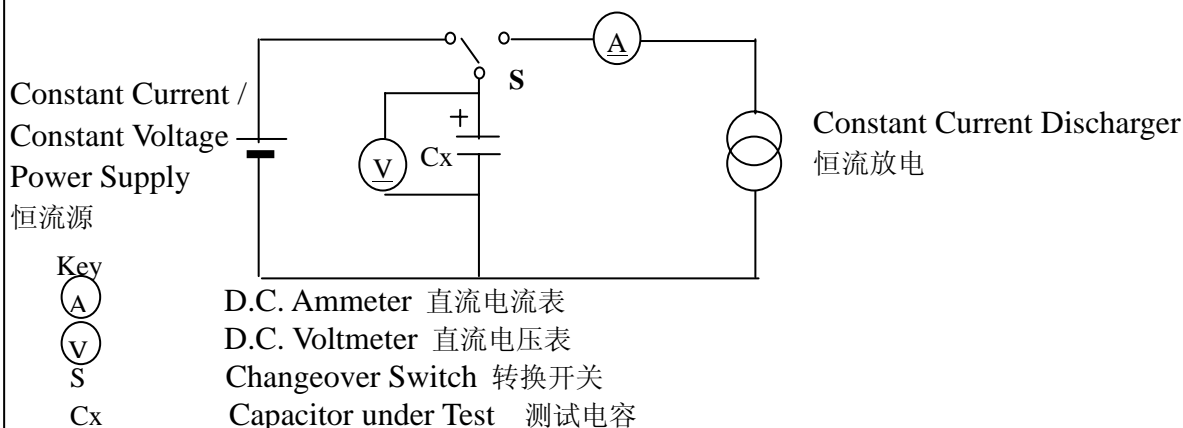 A
S
Constant Current /
Constant Voltage
Power Supply
恒流源
+
V
Cx
Constant Current Discharger
恒流放电
Key
A D.C. Ammeter 直流电流表
V D.C. Voltmeter 直流电压表
S Changeover Switch 转换开关
Cx Capacitor under Test 测试电容